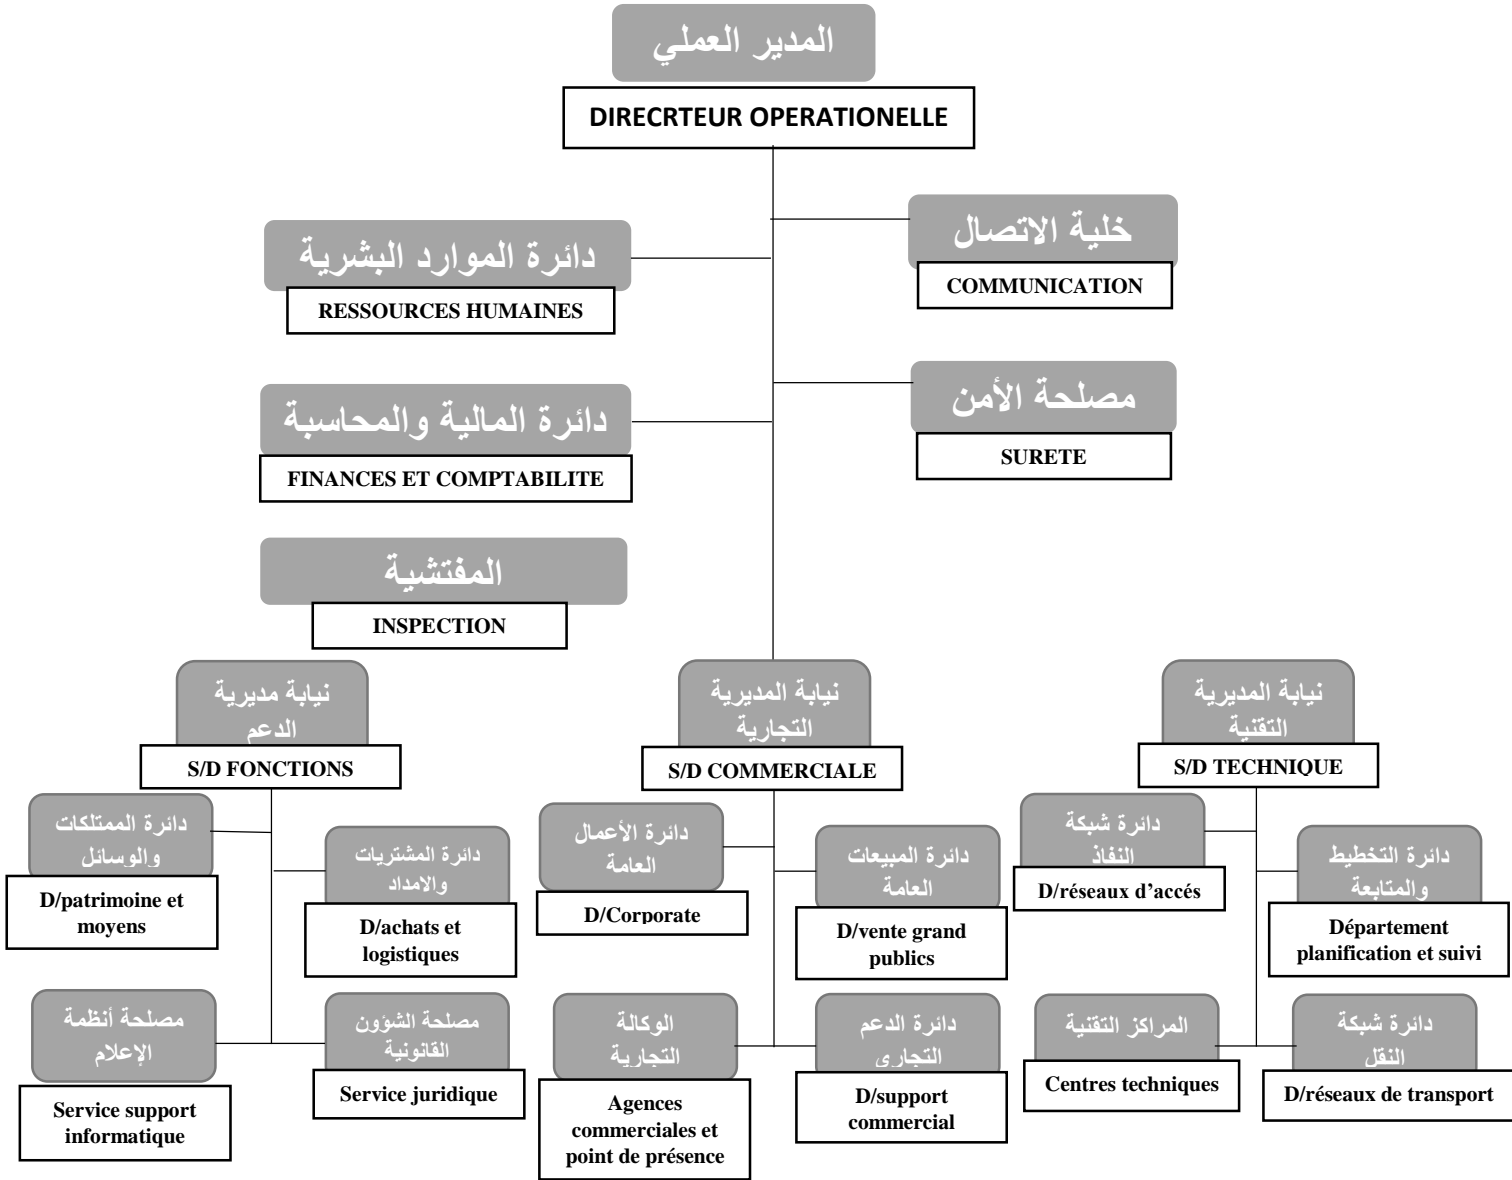 المدير العملي
DIRECRTEUR OPERATIONELLE
خلية الاتصال
COMMUNICATION
دائرة الموارد البشرية
RESSOURCES HUMAINES
مصلحة الأمن
SURETE
دائرة المالية والمحاسبة
FINANCES ET COMPTABILITE
المفتشية
INSPECTION
نيابة مديرية
الدعم
S/D FONCTIONS
نيابة المديرية
التجارية
S/D COMMERCIALE
نيابة المديرية
التقنية
S/D TECHNIQUE
دائرة الممتلكات
والوسائل
D/patrimoine et
moyens
دائرة المشتريات
والامداد
D/achats et
logistiques
دائرة الأعمال
العامة
D/Corporate
دائرة المبيعات
العامة
D/vente grand
publics
دائرة شبكة
النفاذ
D/réseaux d’accés
دائرة التخطيط
والمتابعة
Département
planification et suivi
مصلحة أنظمة
الإعلام
Service support
informatique
مصلحة الشؤون
القانونية
Service juridique
الوكالة
التجارية
Agences
commerciales et
point de présence
دائرة الدعم
التجاري
D/support
commercial
المراكز التقنية
Centres techniques
دائرة شبكة
النقل
D/réseaux de transport